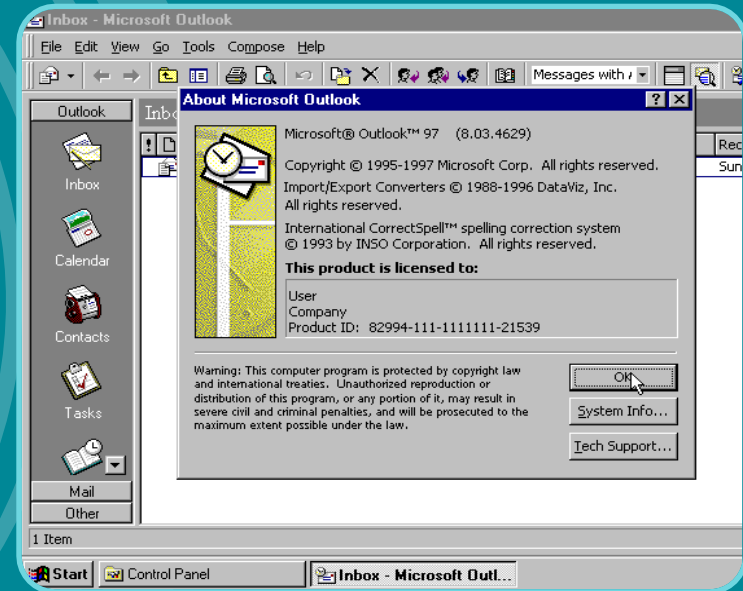 Inbox - Microsoft Outlook
File Edit View Go Tools Compose Help
Messages with
About Microsoft Outlook
Outlook
Inbox
Calendar
Contacts
Tasks
Mail
Other
Microsoft® Outlook™ 97 (8.03.4629)
Copyright © 1995-1997 Microsoft Corp. All rights reserved.
Import/Export Converters © 1988-1996 DataViz, Inc.
All rights reserved.
International CorrectSpell™ spelling correction system
© 1993 by INSO Corporation. All rights reserved.
This product is licensed to:
User
Company
Product ID: 82994-111-1111111-21539
Warning: This computer program is protected by copyright law
and international treaties. Unauthorized reproduction or
distribution of this program, or any portion of it, may result in
severe civil and criminal penalties, and will be prosecuted to the
maximum extent possible under the law.
OK
System Info...
Tech Support...
Rec
Sun
1 Item
Start
Control Panel
Inbox - Microsoft Outl...